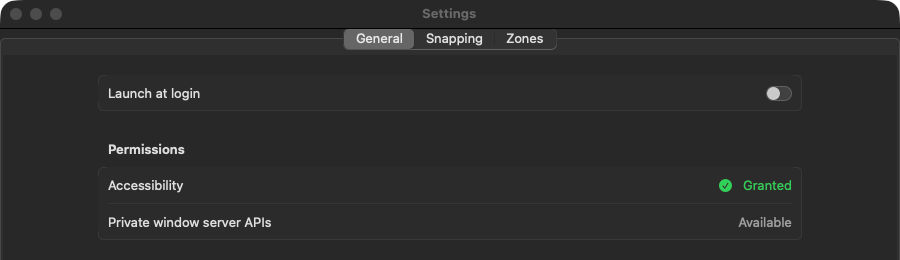 Settings
General Snapping Zones
Launch at login
Permissions
Accessibility Granted
Private window server APIs Available